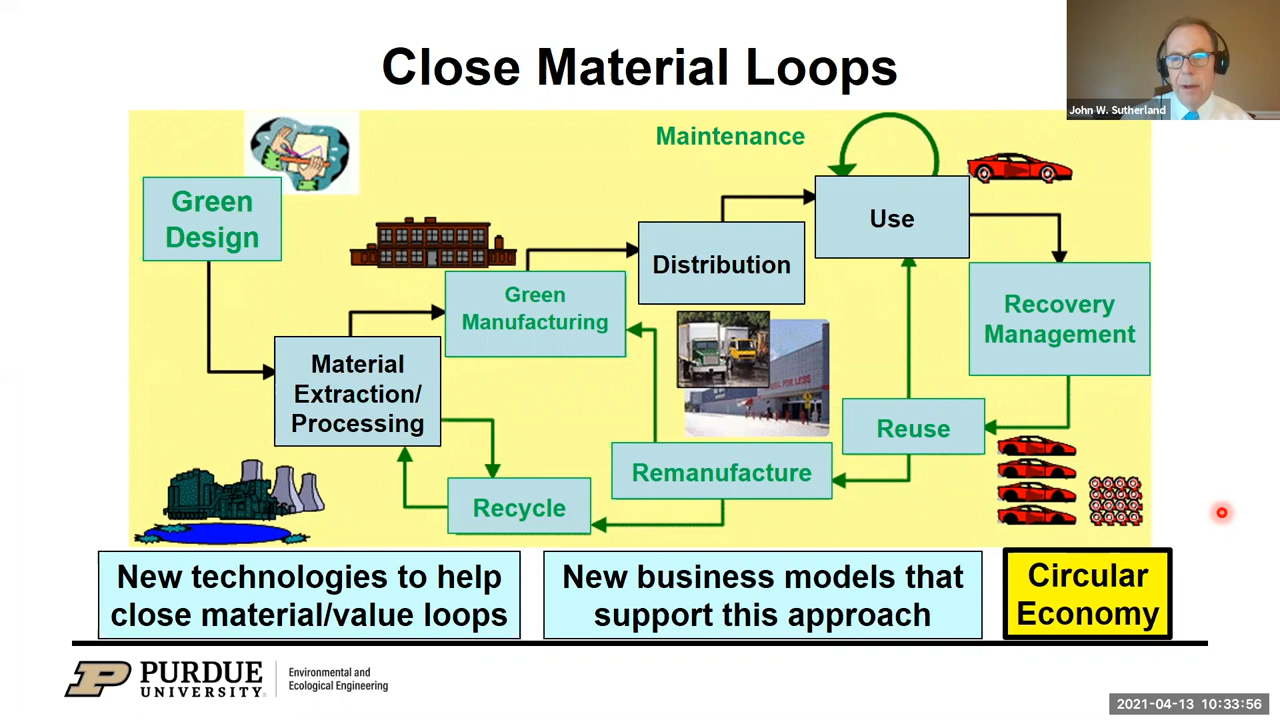 Close Material Loops
John W. Sutherland
Maintenance
Green
Design
Use
Distribution
Green
Manufacturing
Recovery
Management
Material
Extraction/
Processing
Reuse
Remanufacture
Recycle
New technologies to help
close material/value loops
New business models that
support this approach
Circular
Economy
PURDUE
UNIVERSITY
Environmental and
Ecological Engineering
2021-04-13 10:33:56